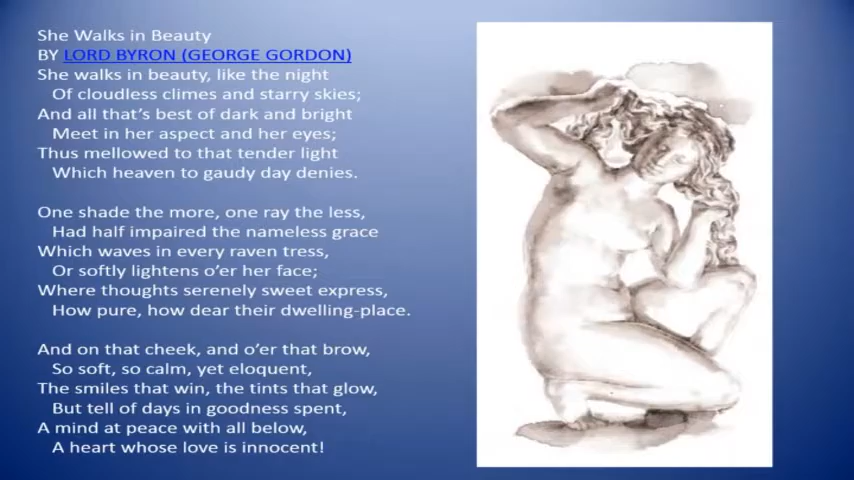 She Walks in Beauty
BY LORD BYRON (GEORGE GORDON)
She walks in beauty, like the night
Of cloudless climes and starry skies;
And all that’s best of dark and bright
Meet in her aspect and her eyes;
Thus mellowed to that tender light
Which heaven to gaudy day denies.
One shade the more, one ray the less,
Had half impaired the nameless grace
Which waves in every raven tress,
Or softly lightens o’er her face;
Where thoughts serenely sweet express,
How pure, how dear their dwelling-place.
And on that cheek, and o’er that brow,
So soft, so calm, yet eloquent,
The smiles that win, the tints that glow,
But tell of days in goodness spent,
A mind at peace with all below,
A heart whose love is innocent!